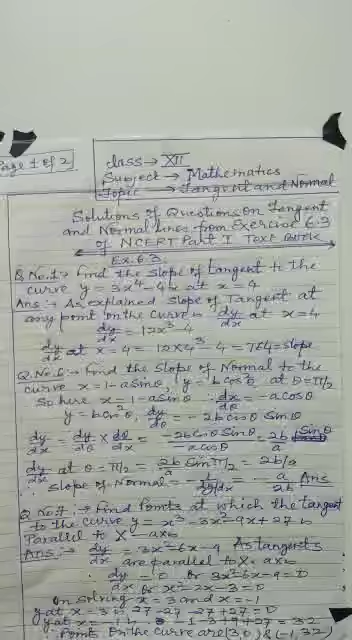 Page 1 of 2
class → XII
Subject → Mathematics
Topic → Tangent and Normal
Solutions of Questions on Tangent
and Normal lines from Exercise 6.3
of NCERT Part I Text Book
Ex. 6.3
Q No. 1 → Find the slope of tangent to the
curve y = 3x⁴ - 4x at x = 4
Ans :- As explained slope of Tangent at
any point on the curve = dy/dx at x = 4
dy/dx = 12x³ - 4
dy/dx at x = 4 = 12×4³ - 4 = 764 = slope
Q. No. 6 → Find the slope of Normal to the
curve x = 1 - a sinθ, y = b cos²θ at θ = π/2
So here x = 1 - a sinθ ∴ dx/dθ = -a cosθ
y = b cos²θ, dy/dθ = -2b cosθ sinθ
dy/dx = dy/dθ × dθ/dx = -2b cosθ sinθ / -a cosθ = 2b/a sinθ
dy/dx at θ = π/2 = 2b/a sin π/2 = 2b/a
∴ slope of Normal = -1/dy/dx = -a/2b Ans
Q No. 7 → Find Points at which the tangent
to the curve y = x³ - 3x² - 9x + 27 is
Parallel to X-axis
Ans :→ dy/dx = 3x² - 6x - 9 As tangents
are parallel to X-axis
∴ dy/dx = 0 or 3x² - 6x - 9 = 0
or x² - 2x - 3 = 0
On solving x = 3 and x = -1
y at x = 3 is 27 - 27 - 27 + 27 = 0
y at x = -1 is -1 - 3 + 9 + 27 = 32
Points On the curve are (3, 0) & (-1, 32)